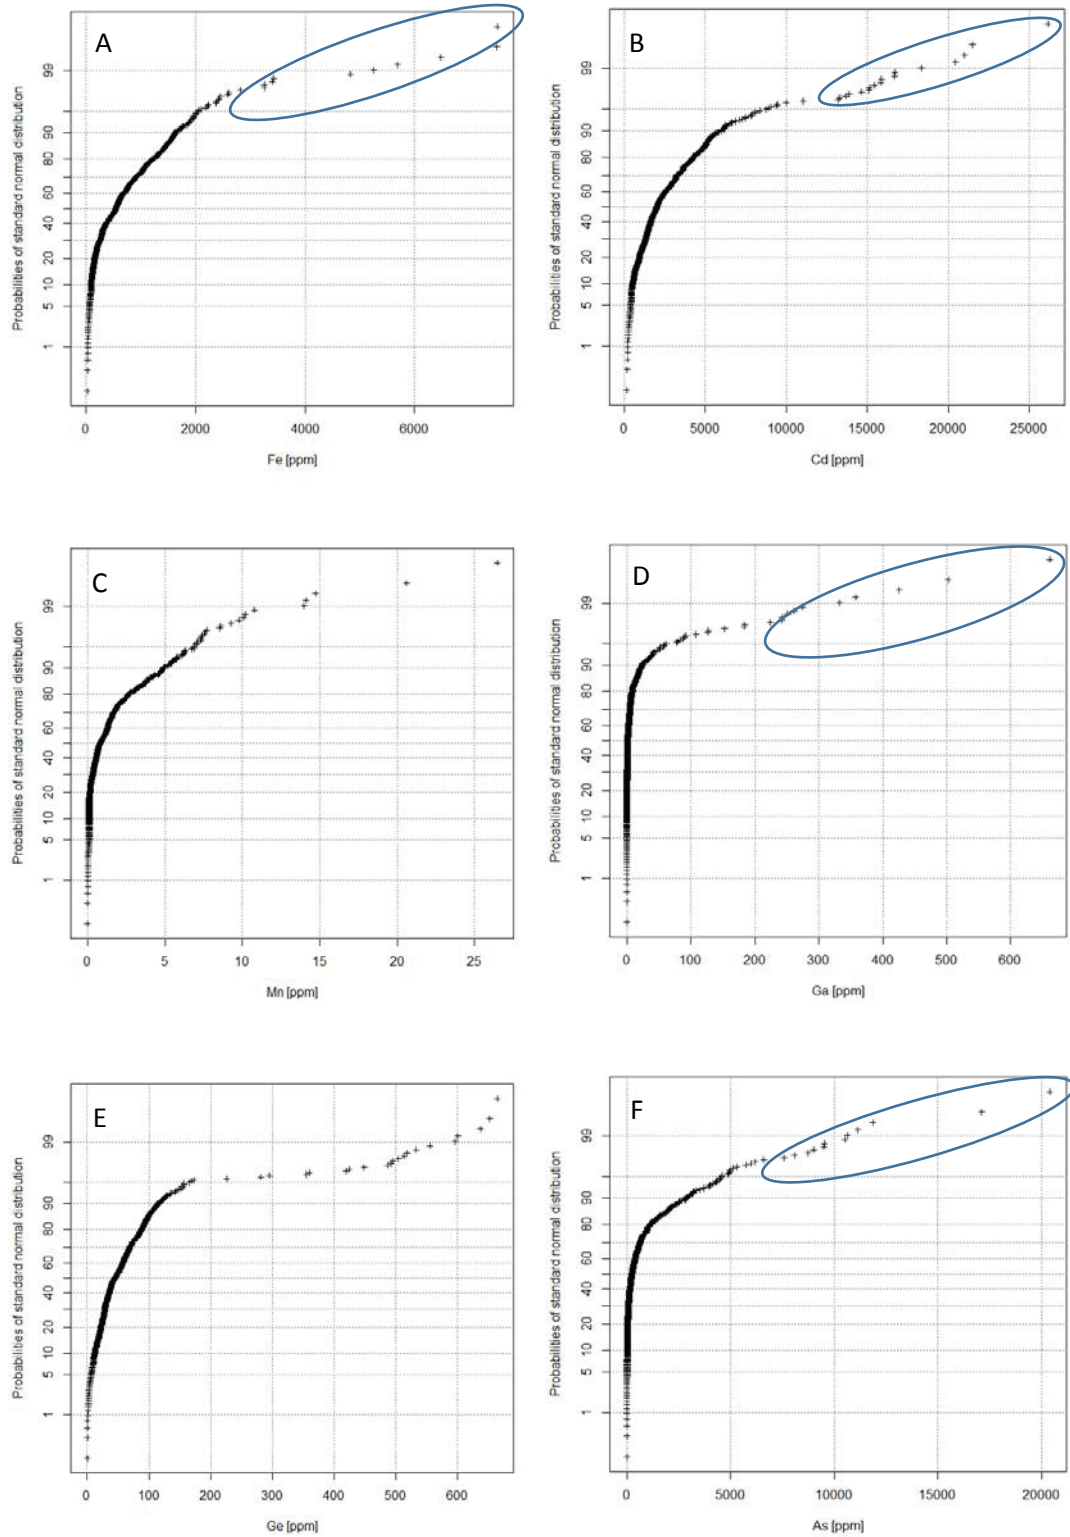 A
Probabilities of standard normal distribution
99
90
80
60
40
20
10
5
1
0 2000 4000 6000
Fe [ppm]
B
Probabilities of standard normal distribution
99
90
80
60
40
20
10
5
1
0 5000 10000 15000 20000 25000
Cd [ppm]
C
Probabilities of standard normal distribution
99
90
80
60
40
20
10
5
1
0 5 10 15 20 25
Mn [ppm]
D
Probabilities of standard normal distribution
99
90
80
60
40
20
10
5
1
0 100 200 300 400 500 600
Ga [ppm]
E
Probabilities of standard normal distribution
99
90
80
60
40
20
10
5
1
0 100 200 300 400 500 600
Ge [ppm]
F
Probabilities of standard normal distribution
99
90
80
60
40
20
10
5
1
0 5000 10000 15000 20000
As [ppm]